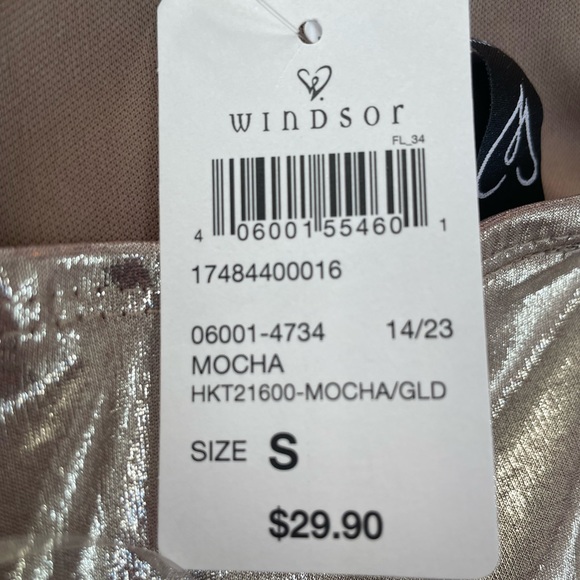 WINDSOR
FL_34
4 06001 55460 1
17484400016
06001-4734 14/23
MOCHA
HKT21600-MOCHA/GLD
SIZE S
$29.90